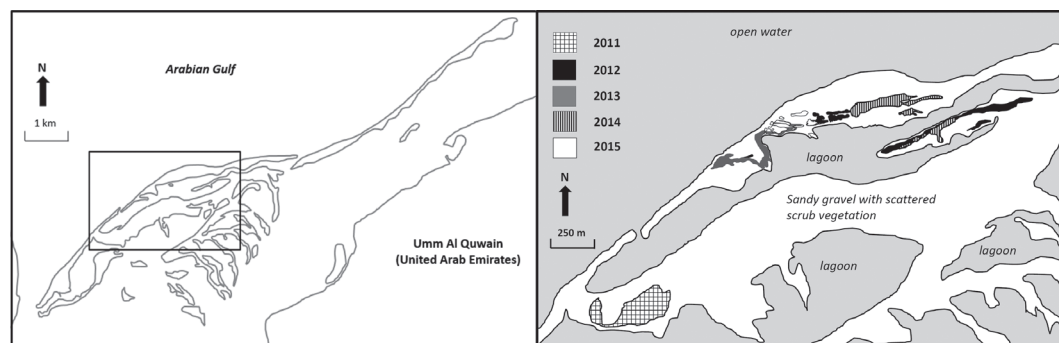 Arabian Gulf
N
1 km
Umm Al Quwain
(United Arab Emirates)
open water
2011
2012
2013
2014
2015
N
250 m
lagoon
Sandy gravel with scattered
scrub vegetation
lagoon
lagoon